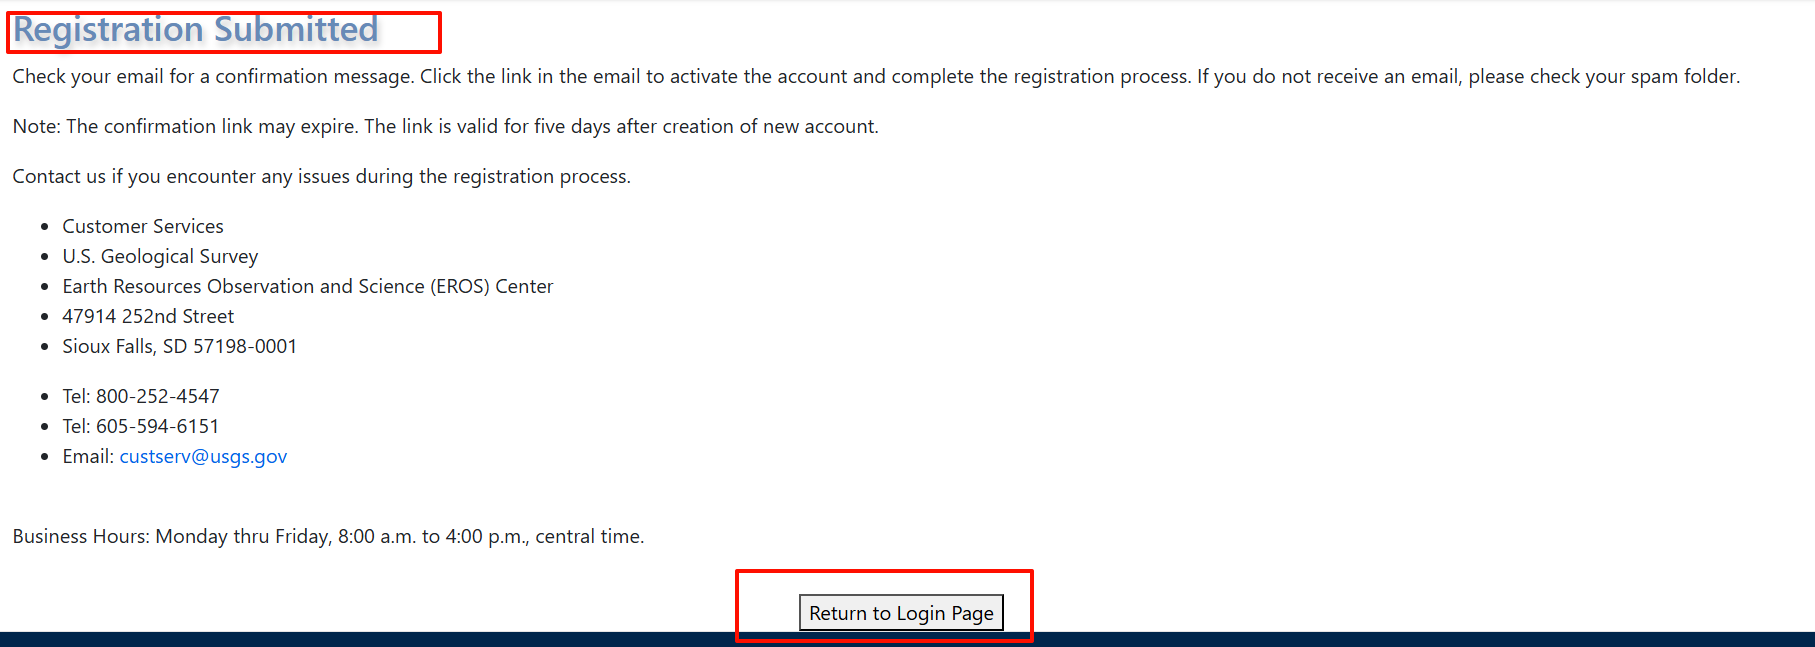 Registration Submitted
Check your email for a confirmation message. Click the link in the email to activate the account and complete the registration process. If you do not receive an email, please check your spam folder.
Note: The confirmation link may expire. The link is valid for five days after creation of new account.
Contact us if you encounter any issues during the registration process.
• Customer Services
• U.S. Geological Survey
• Earth Resources Observation and Science (EROS) Center
• 47914 252nd Street
• Sioux Falls, SD 57198-0001
• Tel: 800-252-4547
• Tel: 605-594-6151
• Email: custserv@usgs.gov
Business Hours: Monday thru Friday, 8:00 a.m. to 4:00 p.m., central time.
Return to Login Page